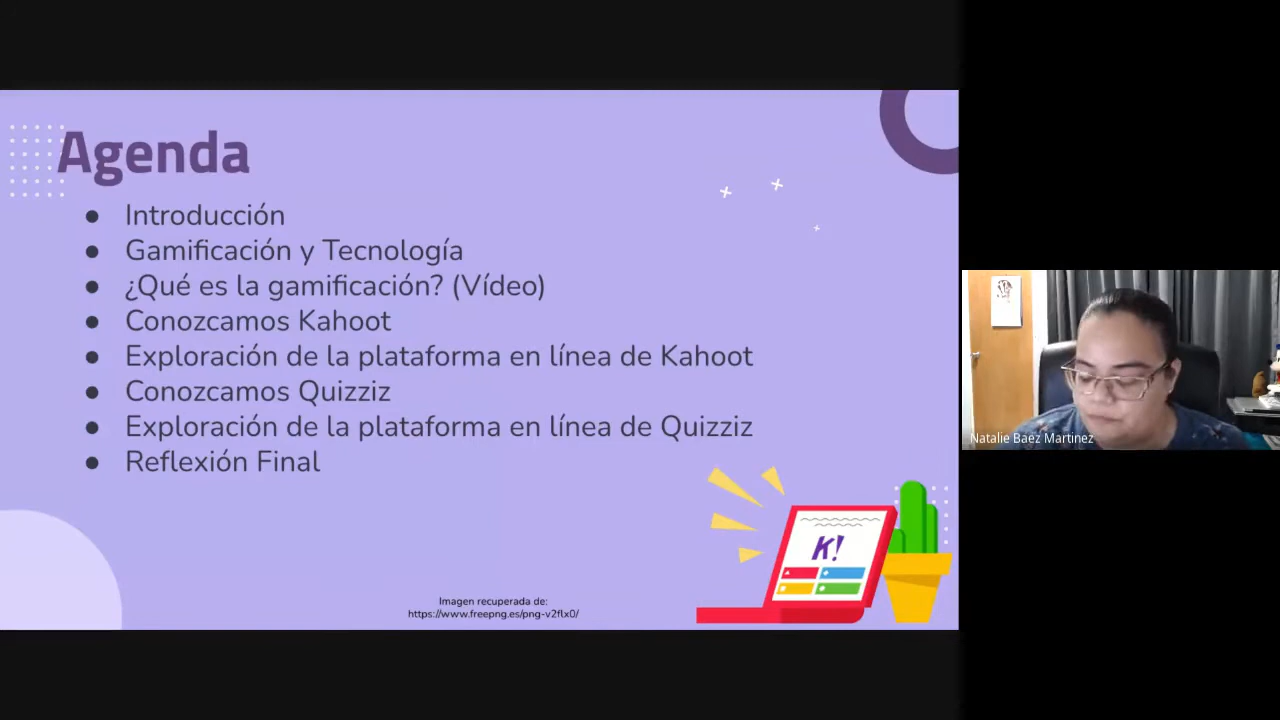 Agenda
● Introducción
● Gamificación y Tecnología
● ¿Qué es la gamificación? (Vídeo)
● Conozcamos Kahoot
● Exploración de la plataforma en línea de Kahoot
● Conozcamos Quizziz
● Exploración de la plataforma en línea de Quizziz
● Reflexión Final
K!
Imagen recuperada de:
https://www.freepng.es/png-v2flx0/
Natalie Baez Martinez